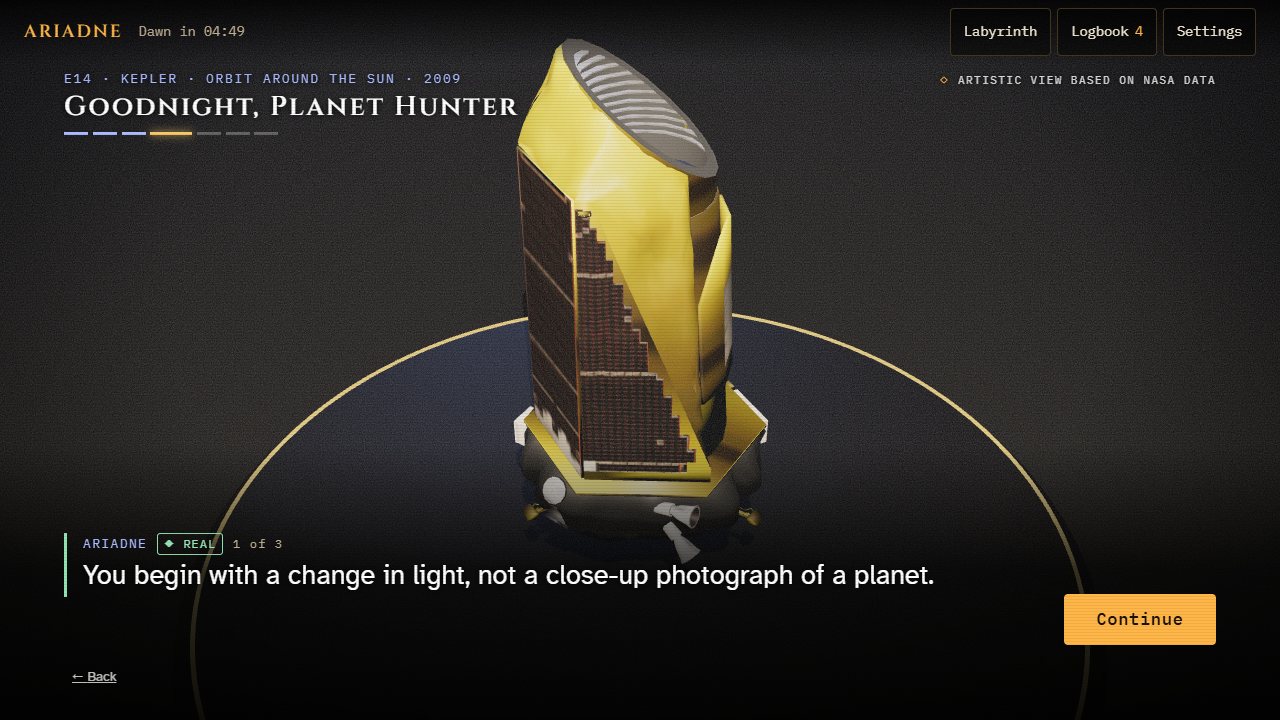 ARIADNE Dawn in 04:49 Labyrinth Logbook 4 Settings
E14 · KEPLER · ORBIT AROUND THE SUN · 2009
◇ ARTISTIC VIEW BASED ON NASA DATA
Goodnight, Planet Hunter
ARIADNE ◆ REAL 1 of 3
You begin with a change in light, not a close-up photograph of a planet.
Continue
← Back